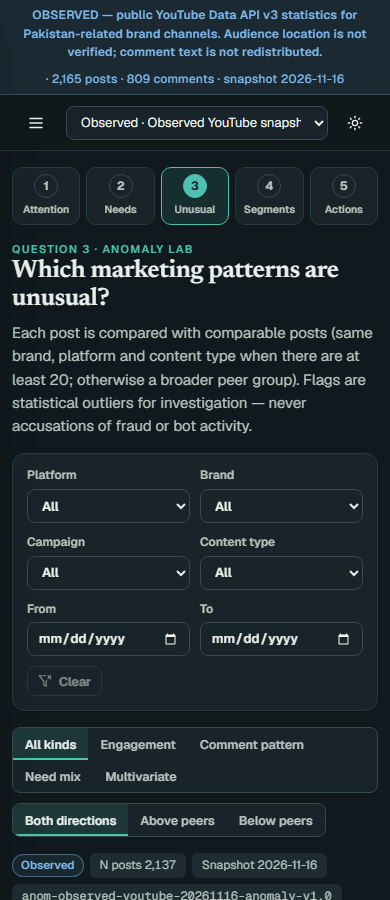 OBSERVED — public YouTube Data API v3 statistics for
Pakistan-related brand channels. Audience location is not
verified; comment text is not redistributed.
· 2,165 posts · 809 comments · snapshot 2026-11-16
Observed · Observed YouTube snapsh
1
Attention
2
Needs
3
Unusual
4
Segments
5
Actions
QUESTION 3 · ANOMALY LAB
Which marketing patterns are
unusual?
Each post is compared with comparable posts (same
brand, platform and content type when there are at
least 20; otherwise a broader peer group). Flags are
statistical outliers for investigation — never
accusations of fraud or bot activity.
Platform
Brand
All
All
Campaign
Content type
All
All
From
To
mm/dd/yyyy
mm/dd/yyyy
Clear
All kinds
Engagement
Comment pattern
Need mix
Multivariate
Both directions
Above peers
Below peers
Observed
N posts 2,137
Snapshot 2026-11-16
anom-observed-youtube-20261116-anomaly-v1.0